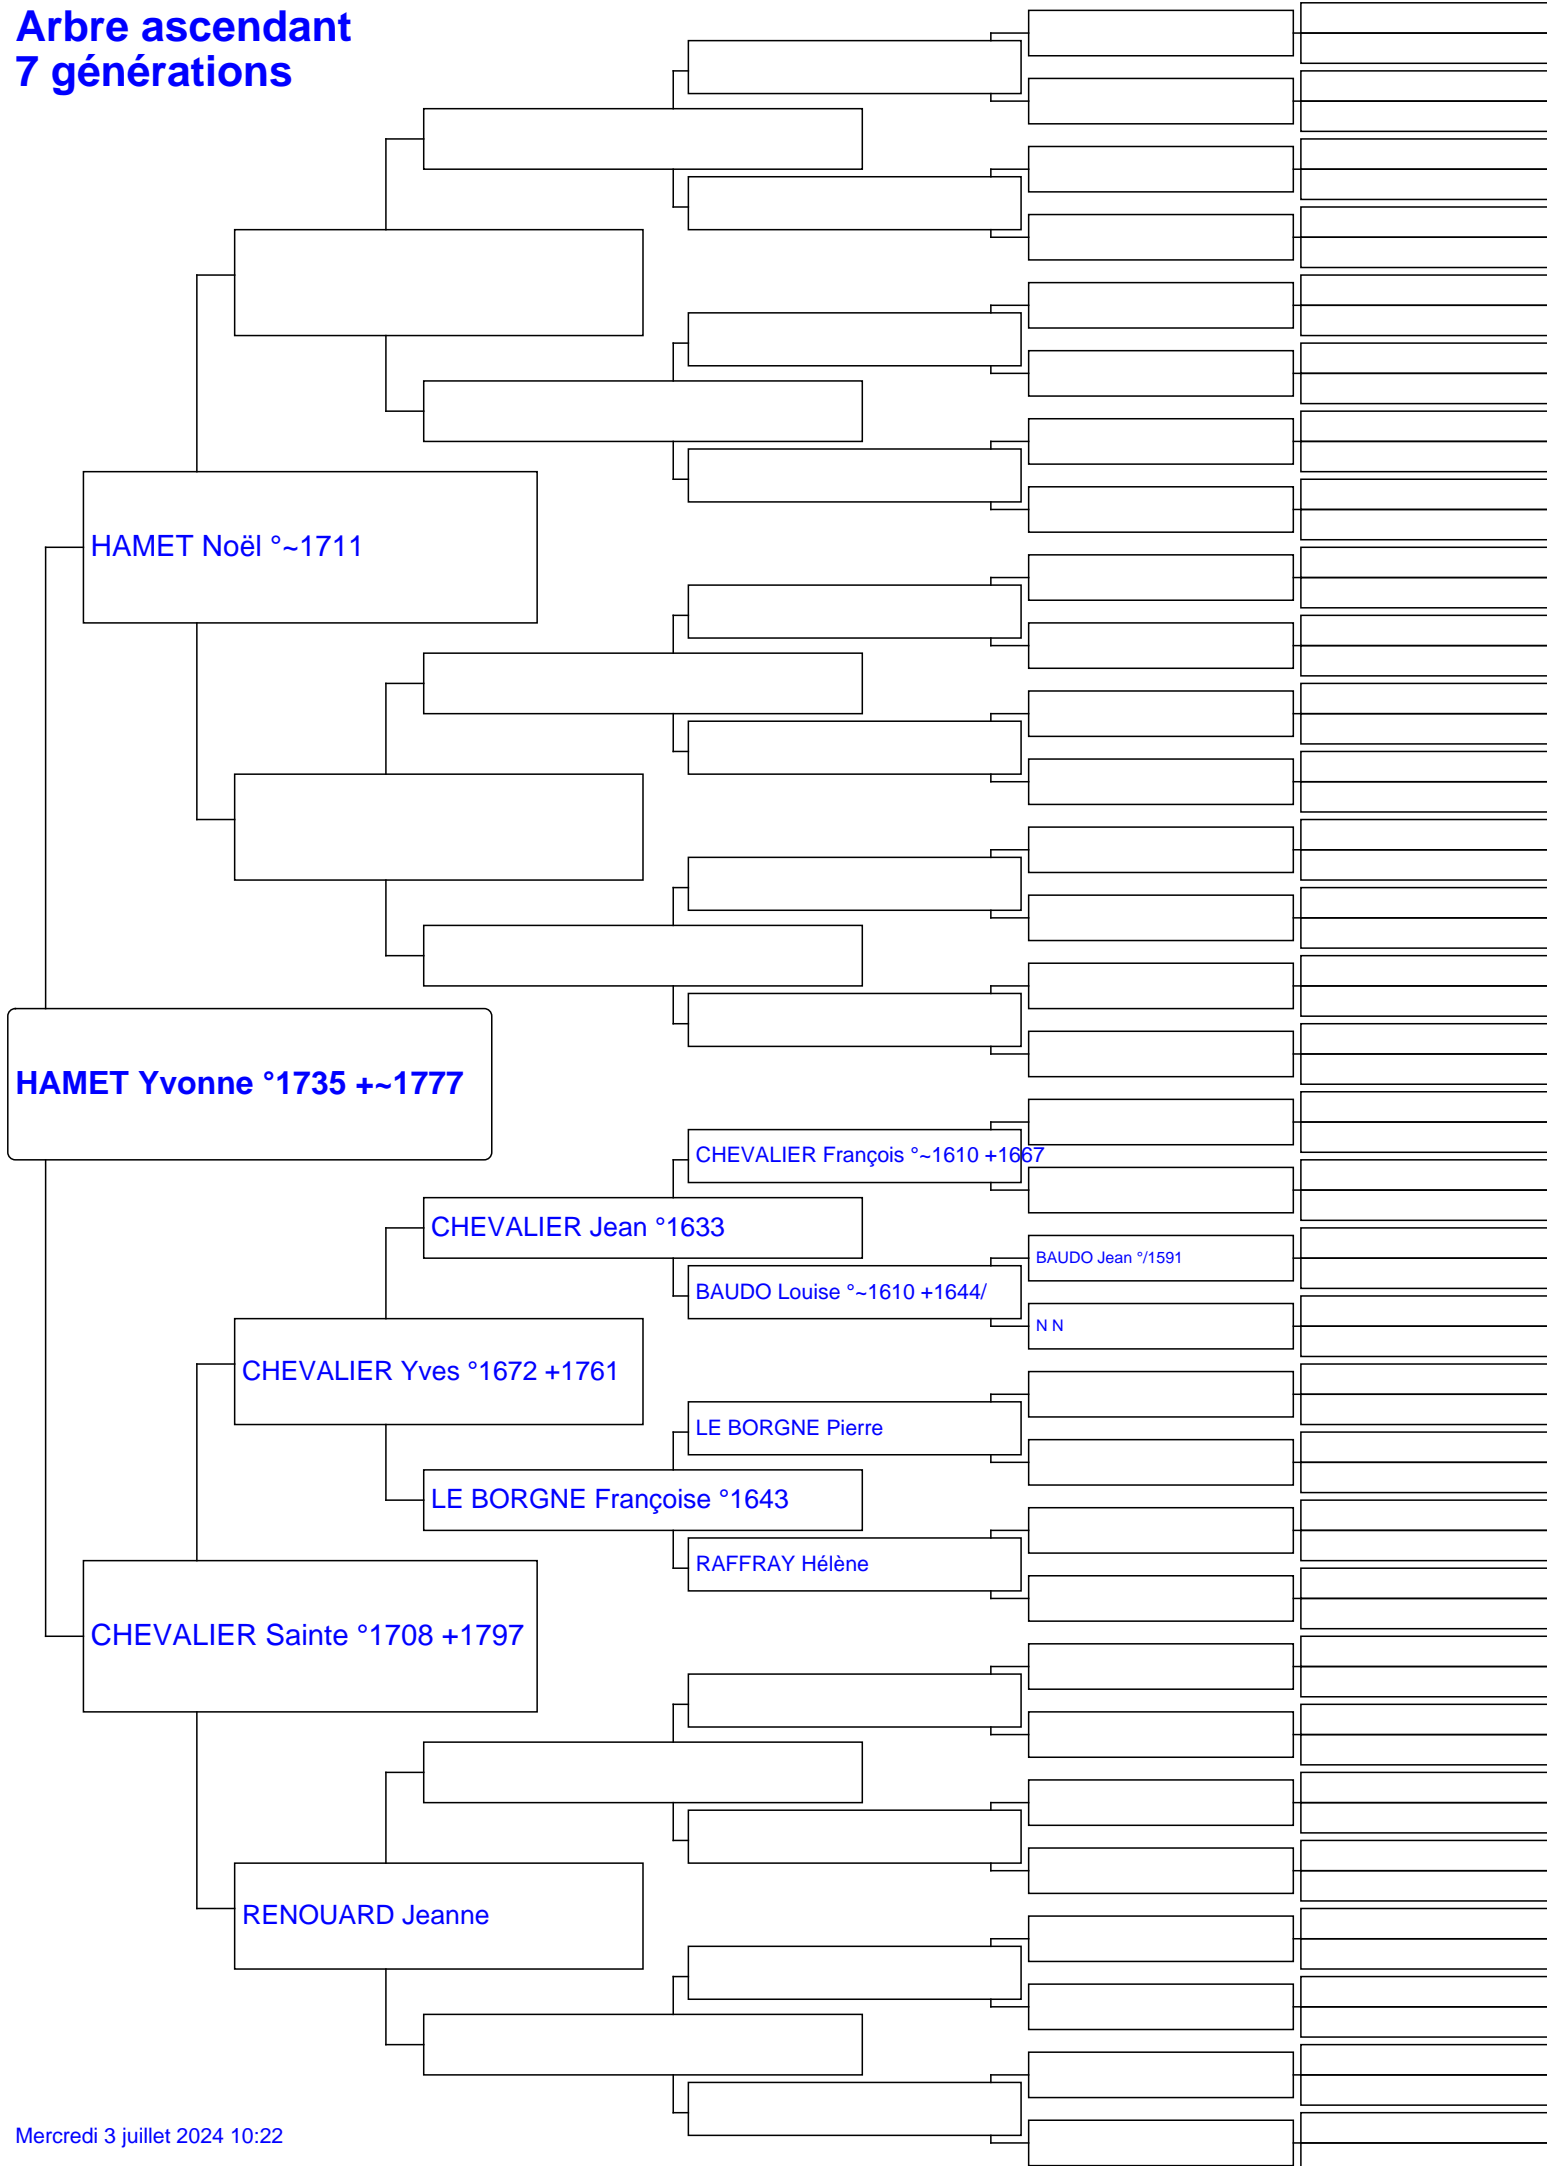 Arbre ascendant
7 générations
HAMET Noël °~1711
HAMET Yvonne °1735 +~1777
CHEVALIER François °~1610 +1667
CHEVALIER Jean °1633
BAUDO Jean °/1591
BAUDO Louise °~1610 +1644/
N N
CHEVALIER Yves °1672 +1761
LE BORGNE Pierre
LE BORGNE Françoise °1643
RAFFRAY Hélène
CHEVALIER Sainte °1708 +1797
RENOUARD Jeanne
Mercredi 3 juillet 2024 10:22